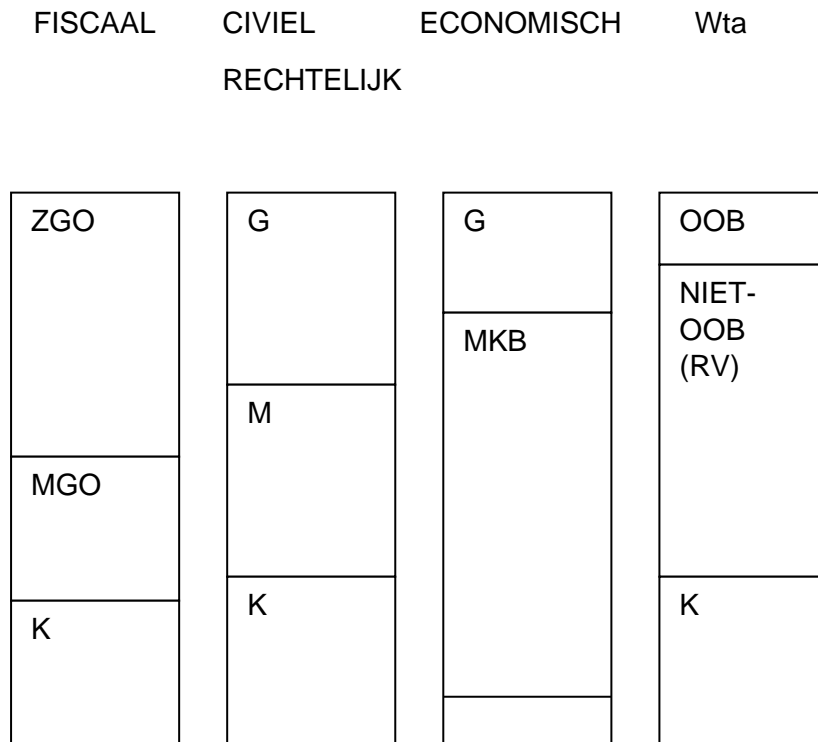 FISCAAL CIVIEL ECONOMISCH Wta
RECHTELIJK
ZGO
MGO
K
G
M
K
G
MKB
OOB
NIET-
OOB
(RV)
K